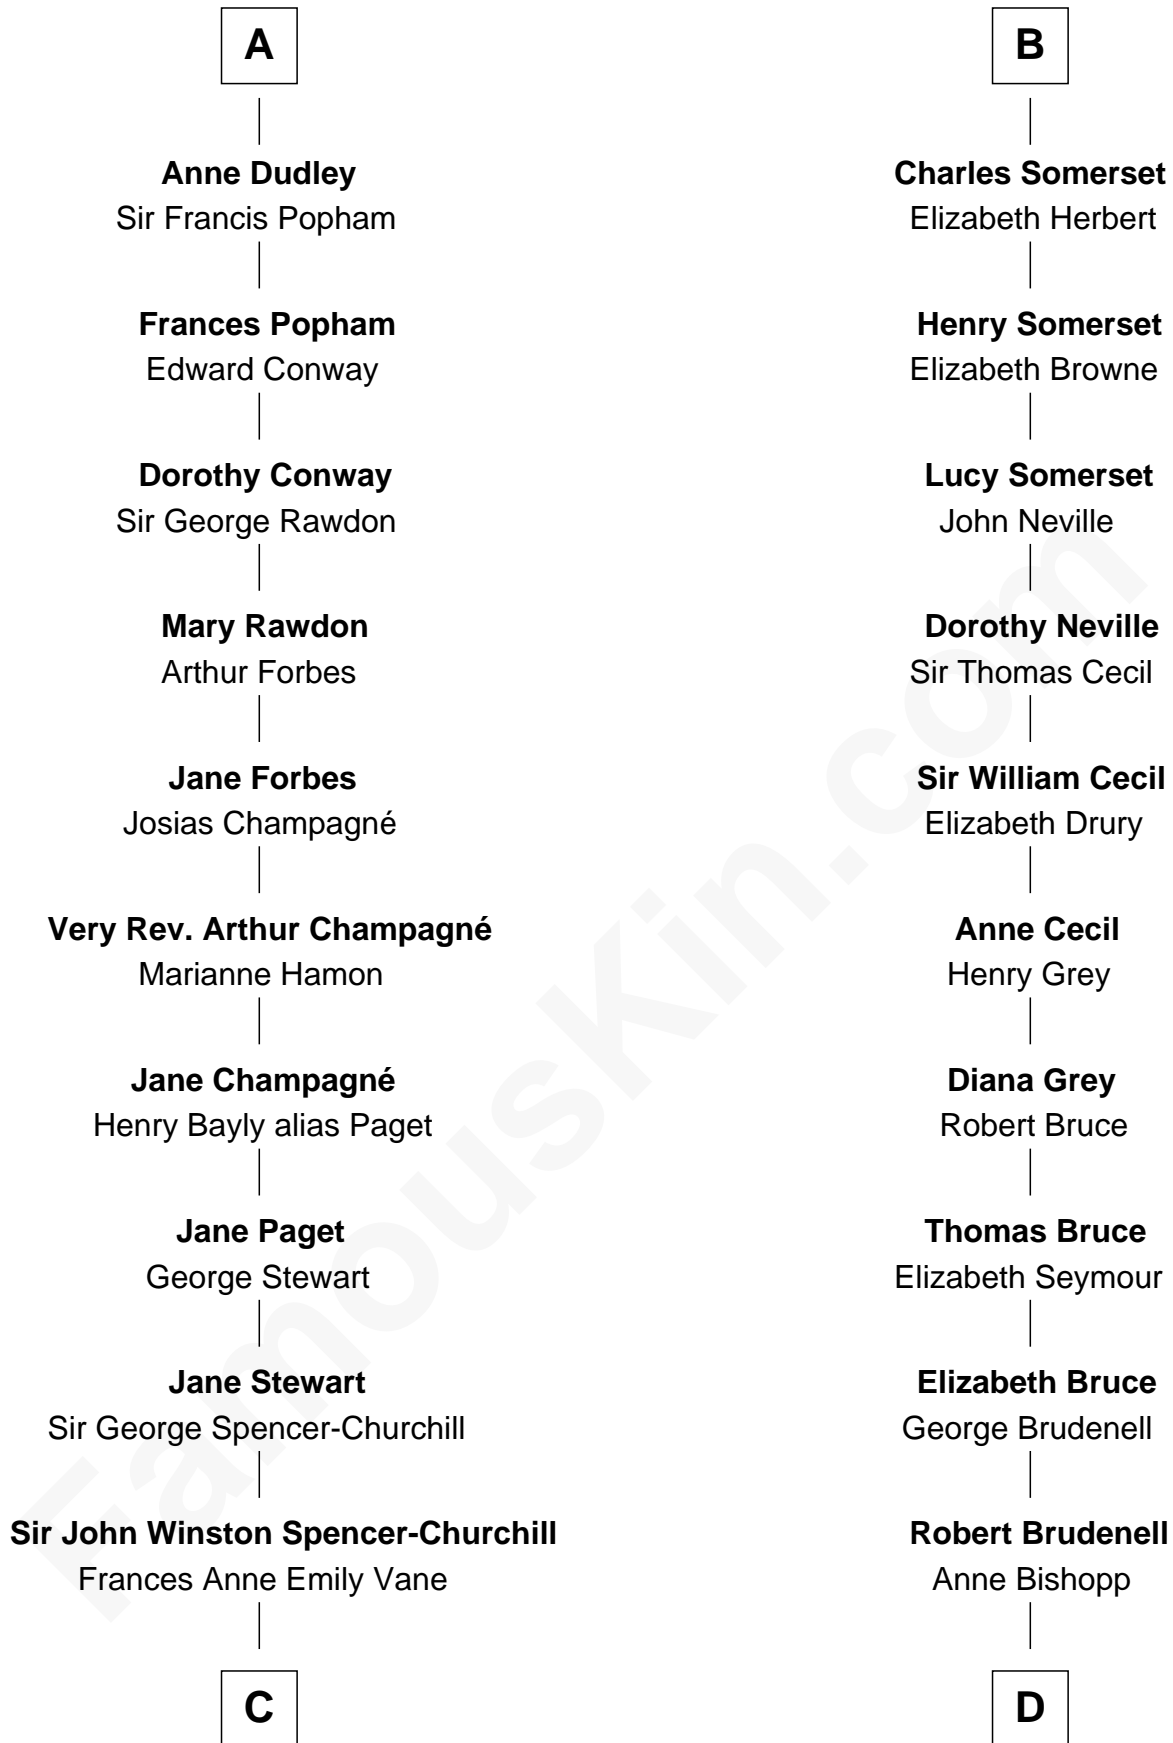 A
Anne Dudley
Sir Francis Popham
Frances Popham
Edward Conway
Dorothy Conway
Sir George Rawdon
Mary Rawdon
Arthur Forbes
Jane Forbes
Josias Champagné
Very Rev. Arthur Champagné
Marianne Hamon
Jane Champagné
Henry Bayly alias Paget
Jane Paget
George Stewart
Jane Stewart
Sir George Spencer-Churchill
Sir John Winston Spencer-Churchill
Frances Anne Emily Vane
C
B
Charles Somerset
Elizabeth Herbert
Henry Somerset
Elizabeth Browne
Lucy Somerset
John Neville
Dorothy Neville
Sir Thomas Cecil
Sir William Cecil
Elizabeth Drury
Anne Cecil
Henry Grey
Diana Grey
Robert Bruce
Thomas Bruce
Elizabeth Seymour
Elizabeth Bruce
George Brudenell
Robert Brudenell
Anne Bishopp
D
FamousKin.com